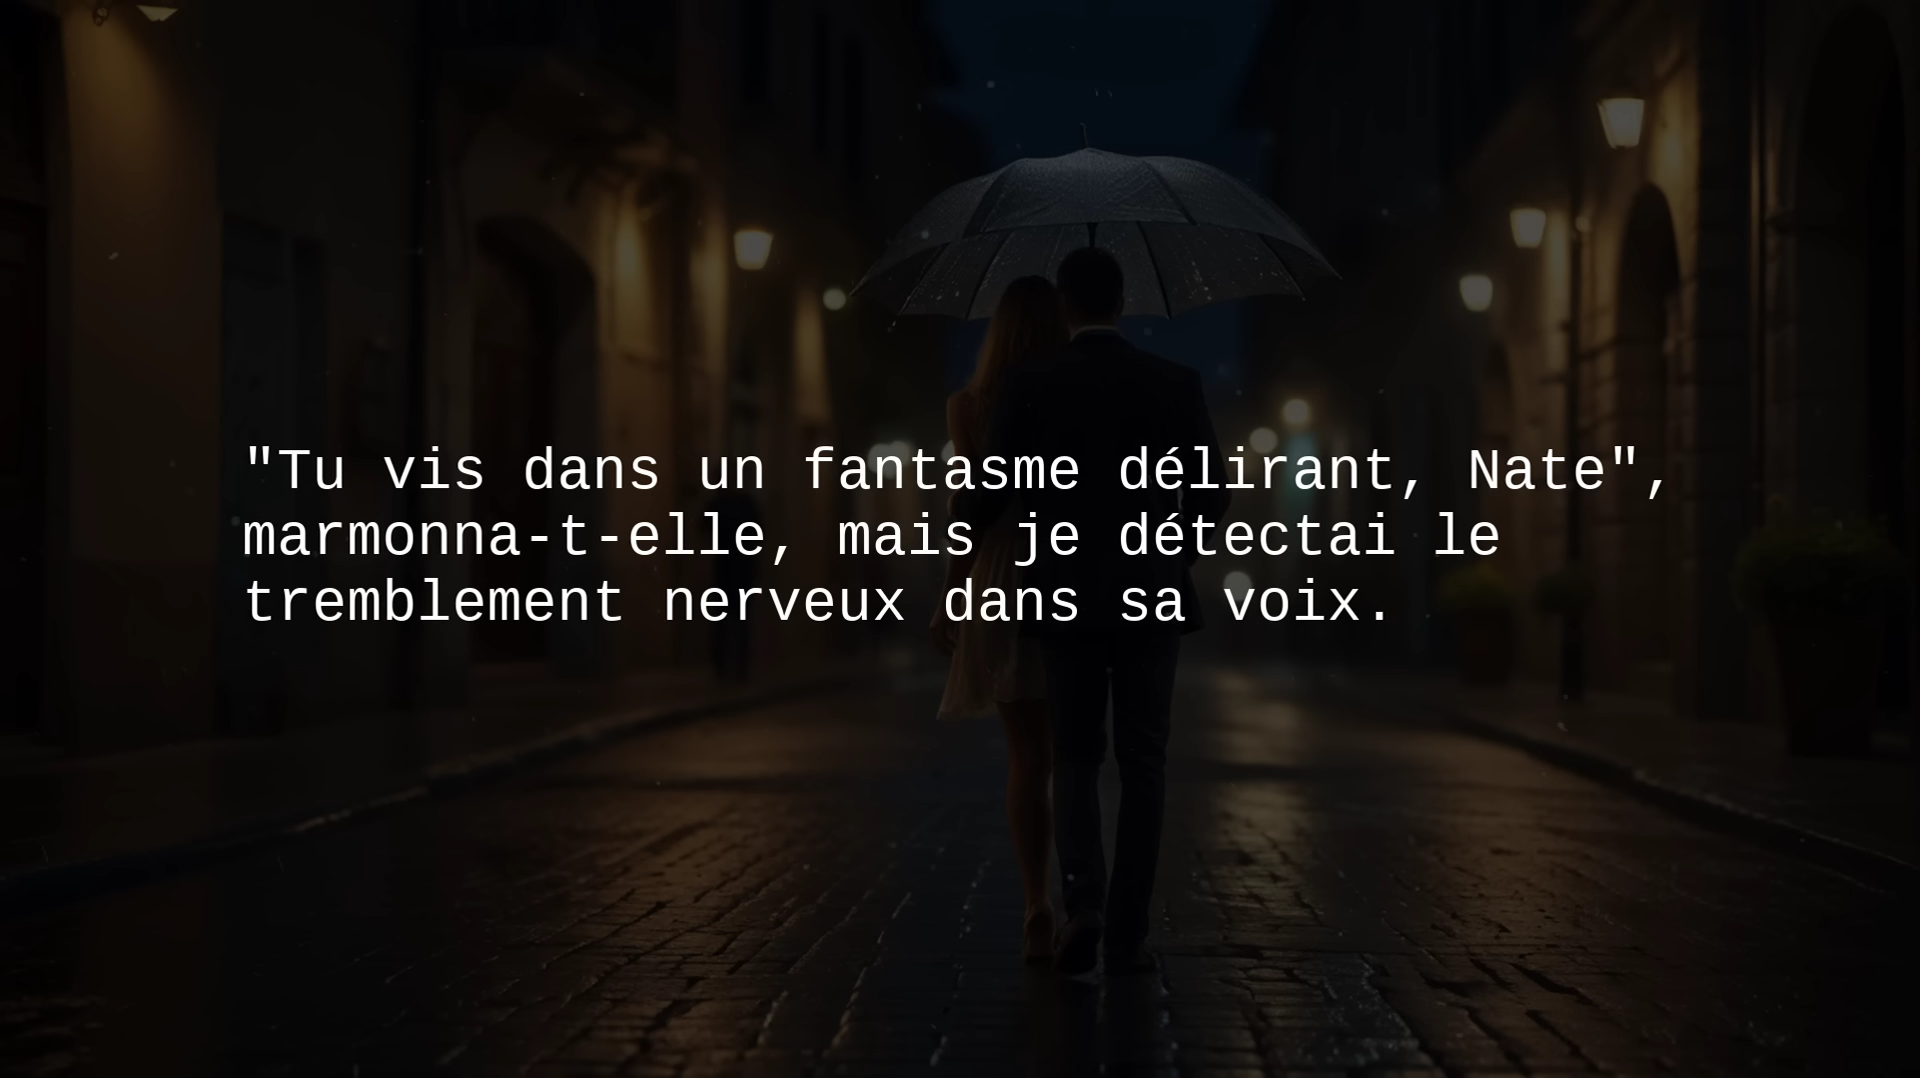 "Tu vis dans un fantasme délirant, Nate",
marmonna-t-elle, mais je détectai le
tremblement nerveux dans sa voix.